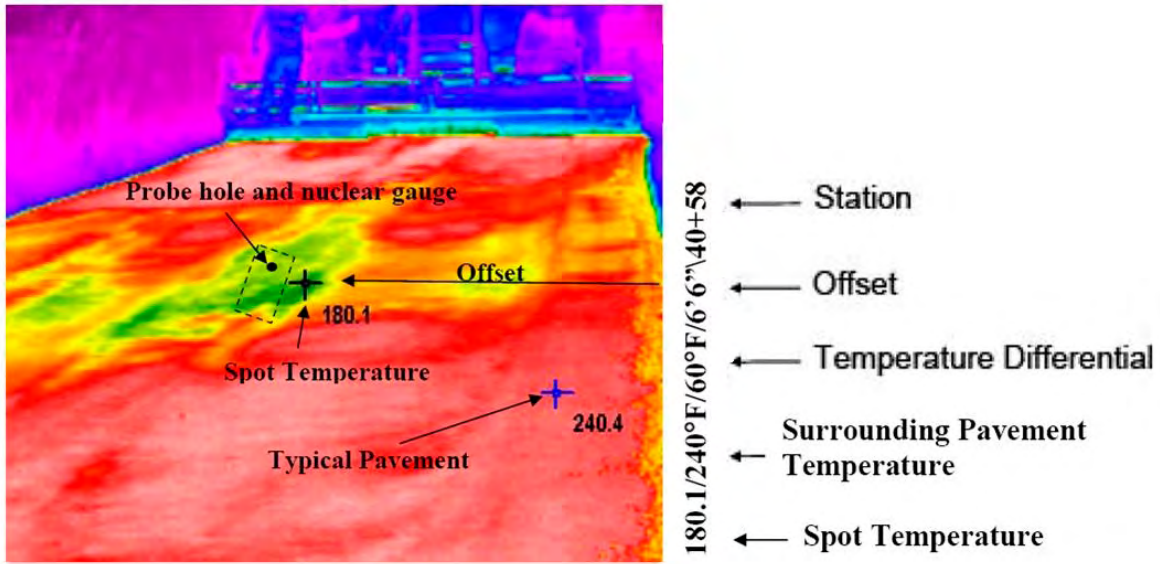 Probe hole and nuclear gauge
Offset
180.1
Spot Temperature
240.4
Typical Pavement
180.1/240°F/60°F/6’6”\40+58
Station
Offset
Temperature Differential
Surrounding Pavement
Temperature
Spot Temperature